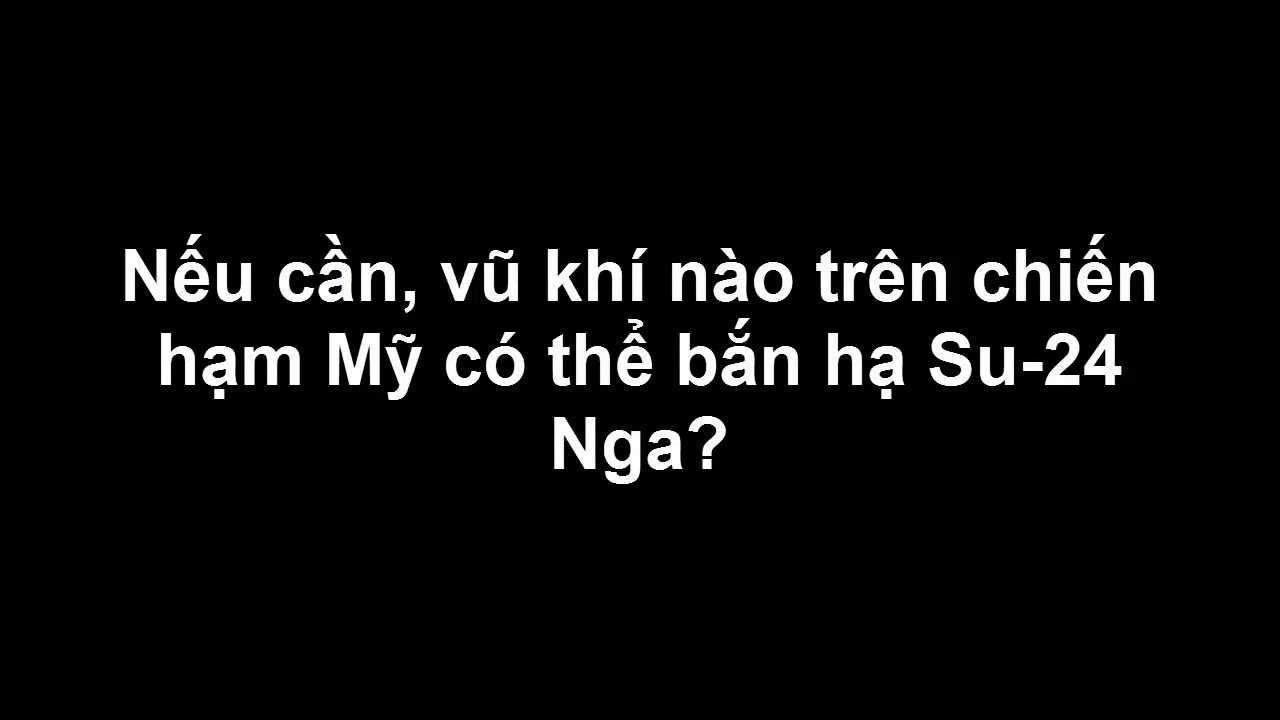 Nếu cần, vũ khí nào trên chiến
hạm Mỹ có thể bắn hạ Su-24
Nga?